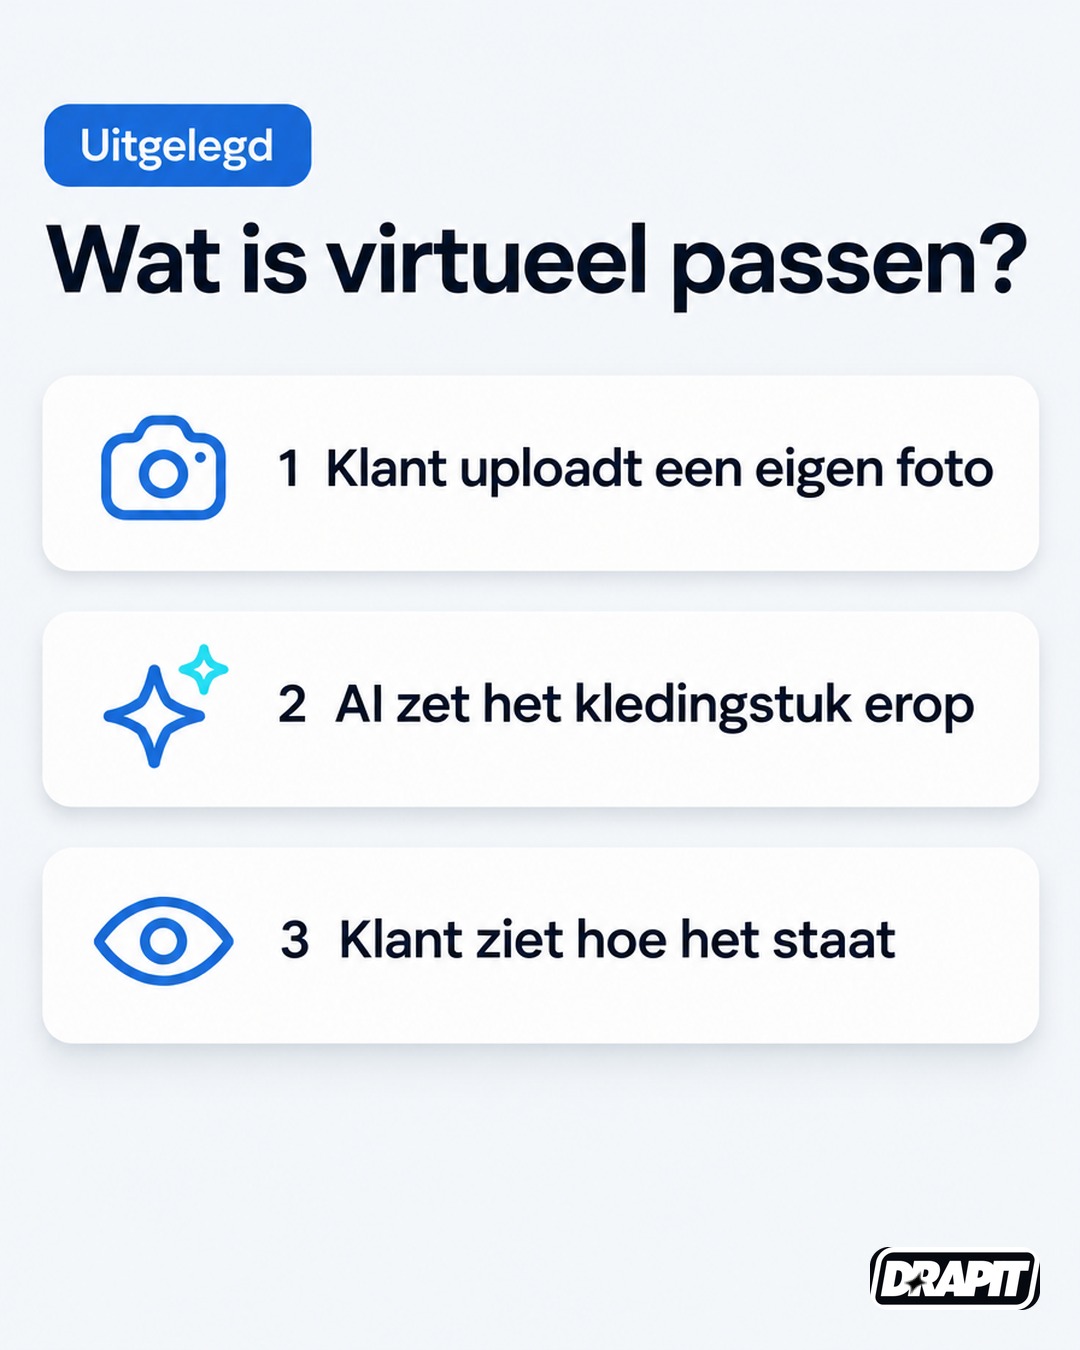 Uitgelegd
Wat is virtueel passen?
1 Klant uploadt een eigen foto
2 AI zet het kledingstuk erop
3 Klant ziet hoe het staat
DRAPIT